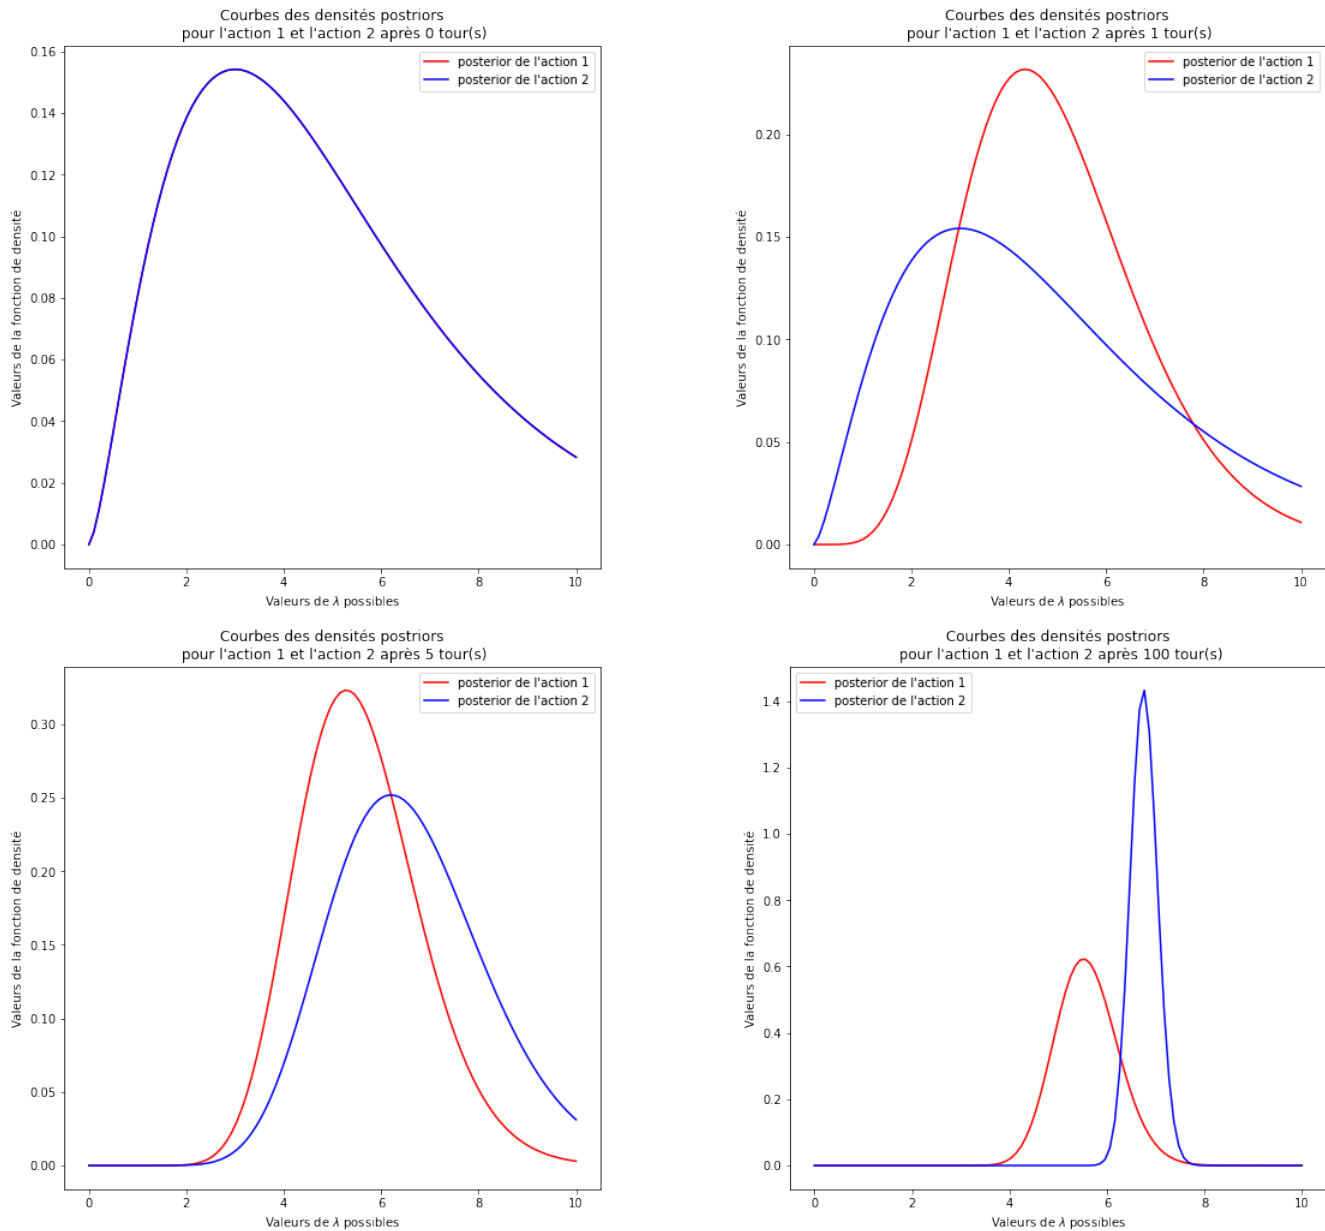 Courbes des densités postriors
pour l'action 1 et l'action 2 après 0 tour(s)
0.16
0.14
0.12
0.10
0.08
0.06
0.04
0.02
0.00
Valeurs de la fonction de densité
posterior de l'action 1
posterior de l'action 2
0 2 4 6 8 10
Valeurs de λ possibles
Courbes des densités postriors
pour l'action 1 et l'action 2 après 1 tour(s)
0.20
0.15
0.10
0.05
0.00
Valeurs de la fonction de densité
posterior de l'action 1
posterior de l'action 2
0 2 4 6 8 10
Valeurs de λ possibles
Courbes des densités postriors
pour l'action 1 et l'action 2 après 5 tour(s)
0.30
0.25
0.20
0.15
0.10
0.05
0.00
Valeurs de la fonction de densité
posterior de l'action 1
posterior de l'action 2
0 2 4 6 8 10
Valeurs de λ possibles
Courbes des densités postriors
pour l'action 1 et l'action 2 après 100 tour(s)
1.4
1.2
1.0
0.8
0.6
0.4
0.2
0.0
Valeurs de la fonction de densité
posterior de l'action 1
posterior de l'action 2
0 2 4 6 8 10
Valeurs de λ possibles